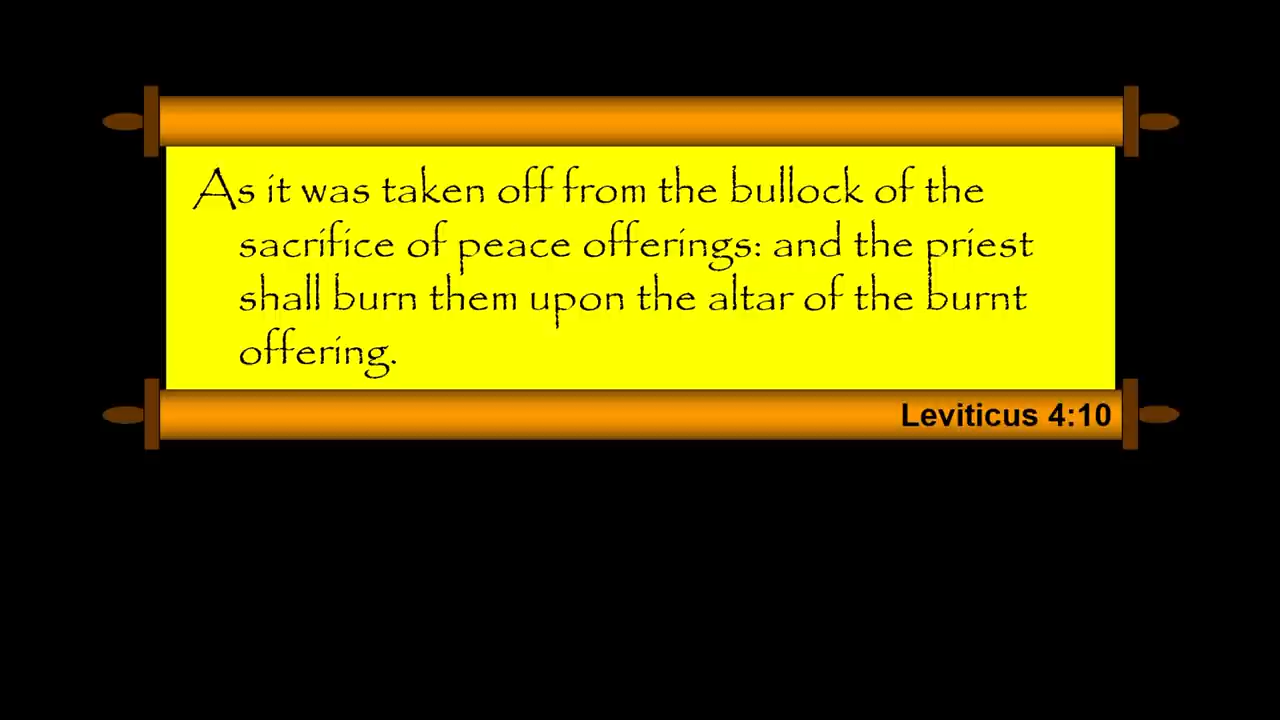 As it was taken off from the bullock of the
sacrifice of peace offerings: and the priest
shall burn them upon the altar of the burnt
offering.
Leviticus 4:10